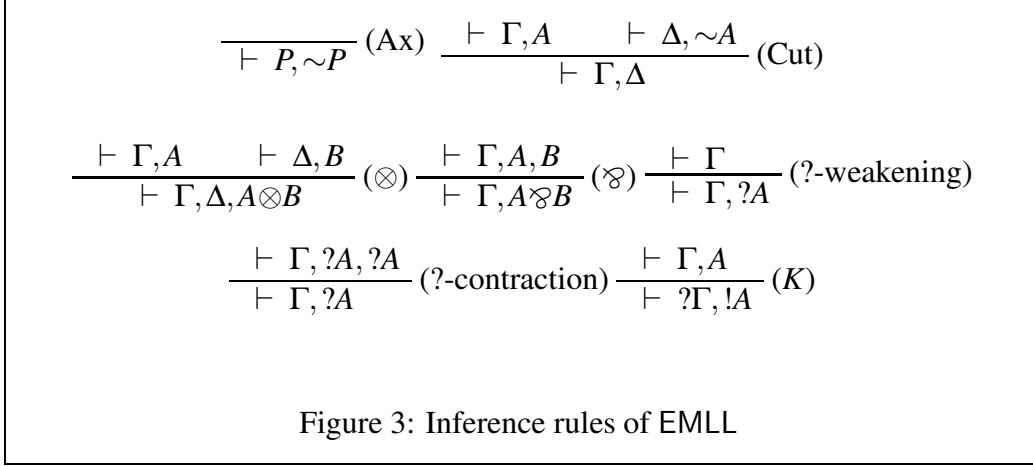 ⊢ Γ,A ⊢ Δ,∼A
(Ax) (Cut)
⊢ P,∼P ⊢ Γ,Δ
⊢ Γ,A ⊢ Δ,B ⊢ Γ,A,B ⊢ Γ
(⊗) (⅋) (?-weakening)
⊢ Γ,Δ,A⊗B ⊢ Γ,A⅋B ⊢ Γ,?A
⊢ Γ,?A,?A ⊢ Γ,A
(?-contraction) (K)
⊢ Γ,?A ⊢ ?Γ,!A
Figure 3: Inference rules of EMLL